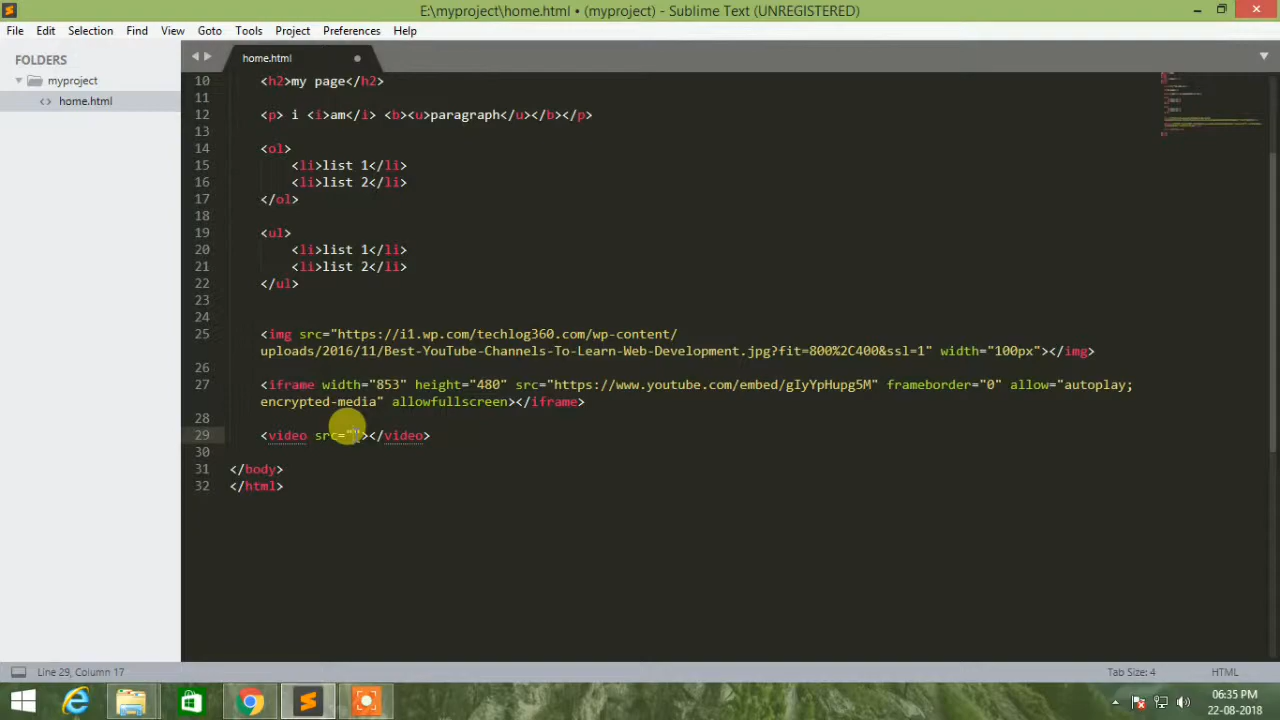 E:\myproject\home.html • (myproject) - Sublime Text (UNREGISTERED)
File Edit Selection Find View Goto Tools Project Preferences Help
FOLDERS
myproject
home.html
home.html
10 <h2>my page</h2>
11
12 <p> i <i>am</i> <b><u>paragraph</u></b></p>
13
14 <ol>
15 <li>list 1</li>
16 <li>list 2</li>
17 </ol>
18
19 <ul>
20 <li>list 1</li>
21 <li>list 2</li>
22 </ul>
23
24
25 <img src="https://i1.wp.com/techlog360.com/wp-content/
uploads/2016/11/Best-YouTube-Channels-To-Learn-Web-Development.jpg?fit=800%2C400&ssl=1" width="100px"></img>
26
27 <iframe width="853" height="480" src="https://www.youtube.com/embed/gIyYpHupg5M" frameborder="0" allow="autoplay;
encrypted-media" allowfullscreen></iframe>
28
29 <video src=""></video>
30
31 </body>
32 </html>
Line 29, Column 17
Tab Size: 4
HTML
06:35 PM
22-08-2018